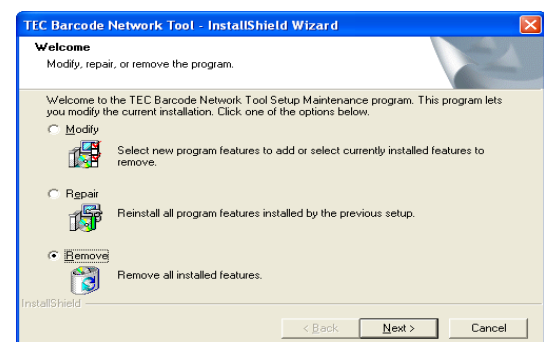 TEC Barcode Network Tool - InstallShield Wizard
Welcome
Modify, repair, or remove the program.
Welcome to the TEC Barcode Network Tool Setup Maintenance program. This program lets
you modify the current installation. Click one of the options below.
Modify
Select new program features to add or select currently installed features to
remove.
Repair
Reinstall all program features installed by the previous setup.
Remove
Remove all installed features.
InstallShield
< Back
Next >
Cancel